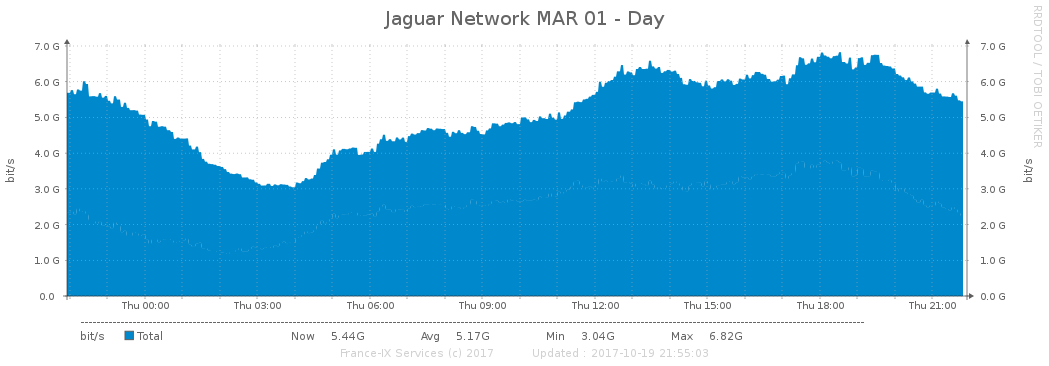 Jaguar Network MAR 01 - Day
RRDTOOL / TOBI OETIKER
7.0 G 7.0 G
6.0 G 6.0 G
5.0 G 5.0 G
4.0 G 4.0 G
3.0 G 3.0 G
2.0 G 2.0 G
1.0 G 1.0 G
0.0 0.0 G
bit/s bit/s
Thu 00:00 Thu 03:00 Thu 06:00 Thu 09:00 Thu 12:00 Thu 15:00 Thu 18:00 Thu 21:00
bit/s Total Now 5.44G Avg 5.17G Min 3.04G Max 6.82G
France-IX Services (c) 2017 Updated : 2017-10-19 21:55:03